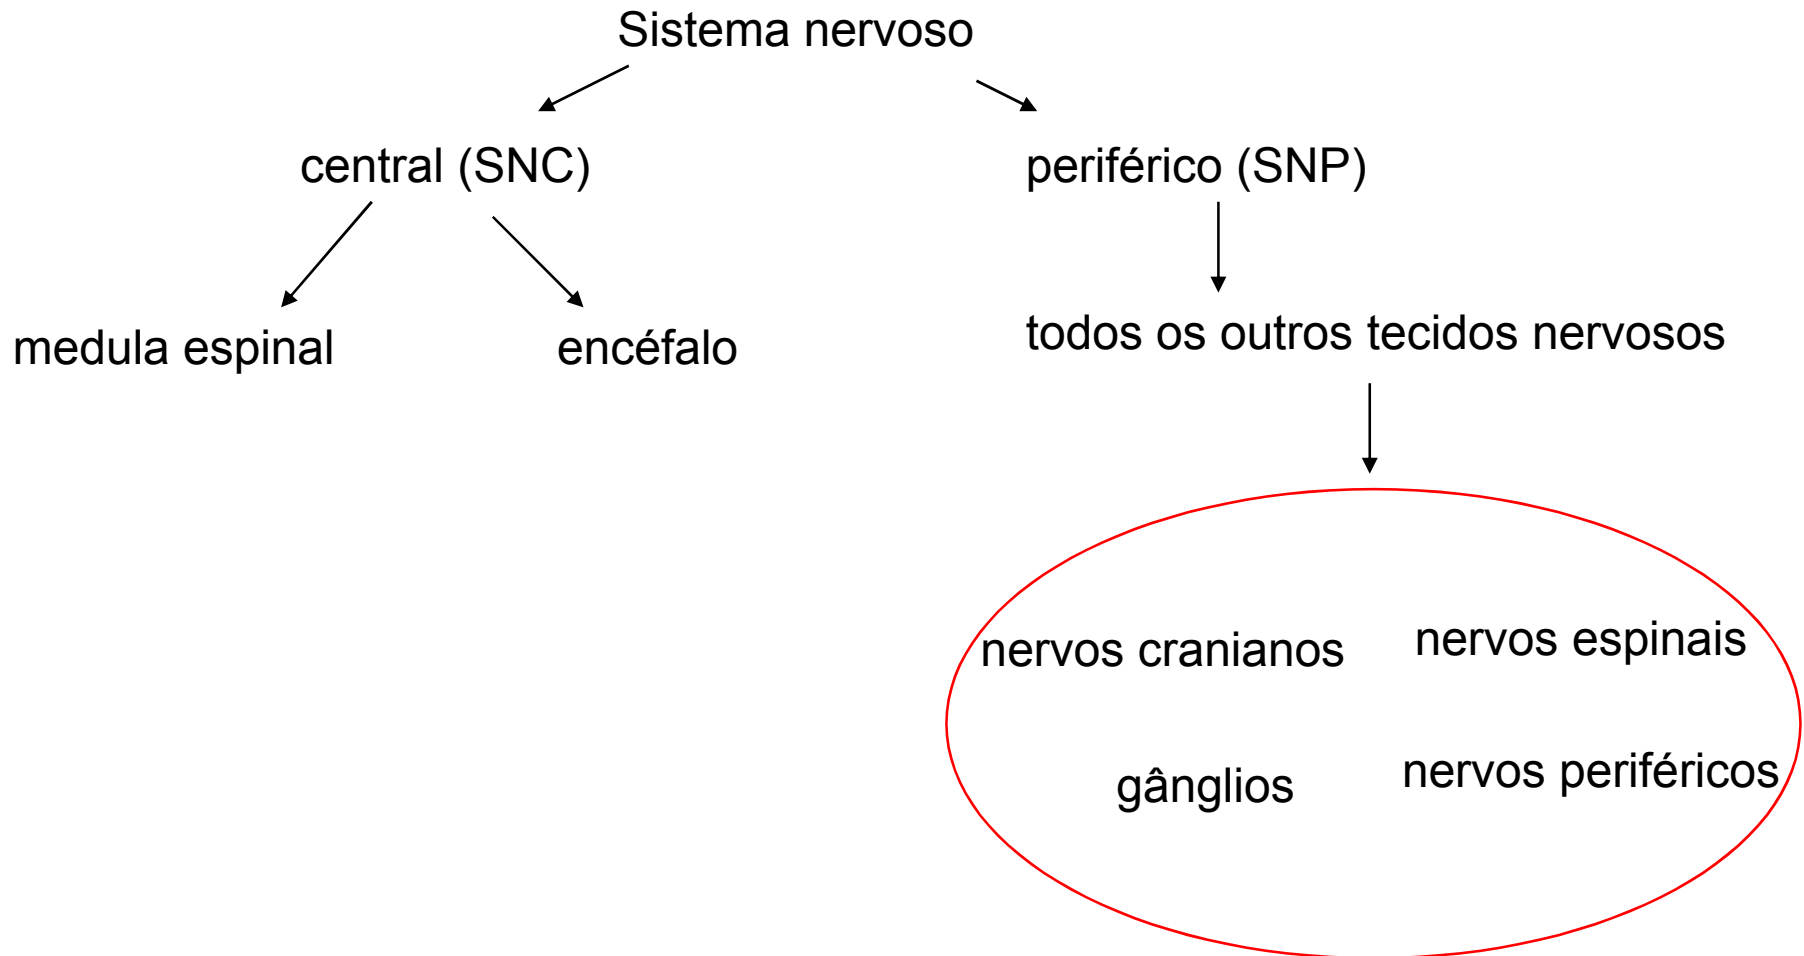 Sistema nervoso
central (SNC)
periférico (SNP)
medula espinal
encéfalo
todos os outros tecidos nervosos
nervos cranianos
nervos espinais
gânglios
nervos periféricos